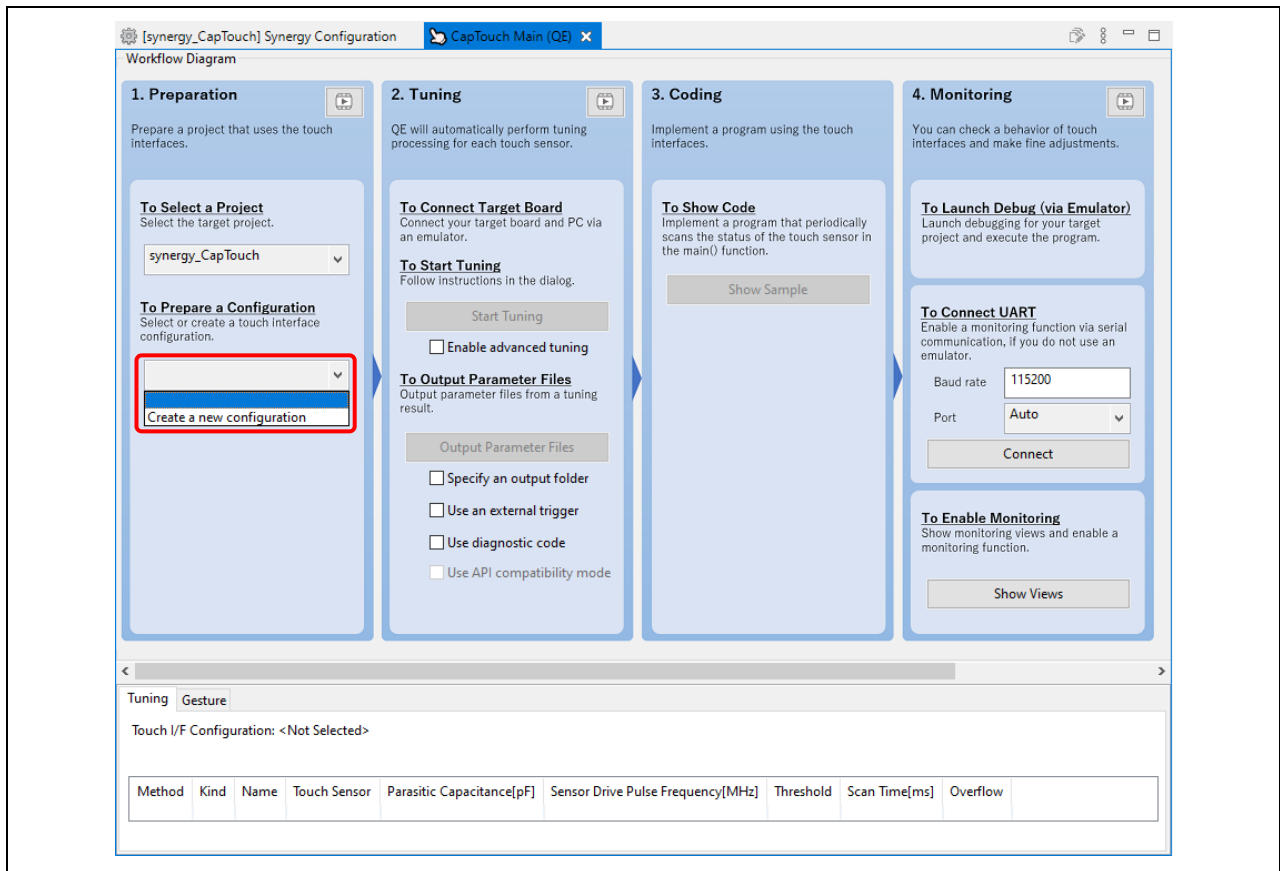 [synergy_CapTouch] Synergy Configuration
CapTouch Main (QE)
Workflow Diagram
1. Preparation
Prepare a project that uses the touch
interfaces.
To Select a Project
Select the target project.
synergy_CapTouch
To Prepare a Configuration
Select or create a touch interface
configuration.
Create a new configuration
2. Tuning
QE will automatically perform tuning
processing for each touch sensor.
To Connect Target Board
Connect your target board and PC via
an emulator.
To Start Tuning
Follow instructions in the dialog.
Start Tuning
Enable advanced tuning
To Output Parameter Files
Output parameter files from a tuning
result.
Output Parameter Files
Specify an output folder
Use an external trigger
Use diagnostic code
Use API compatibility mode
3. Coding
Implement a program using the touch
interfaces.
To Show Code
Implement a program that periodically
scans the status of the touch sensor in
the main() function.
Show Sample
4. Monitoring
You can check a behavior of touch
interfaces and make fine adjustments.
To Launch Debug (via Emulator)
Launch debugging for your target
project and execute the program.
To Connect UART
Enable a monitoring function via serial
communication, if you do not use an
emulator.
Baud rate 115200
Port Auto
Connect
To Enable Monitoring
Show monitoring views and enable a
monitoring function.
Show Views
Tuning Gesture
Touch I/F Configuration: <Not Selected>
Method Kind Name Touch Sensor Parasitic Capacitance[pF] Sensor Drive Pulse Frequency[MHz] Threshold Scan Time[ms] Overflow